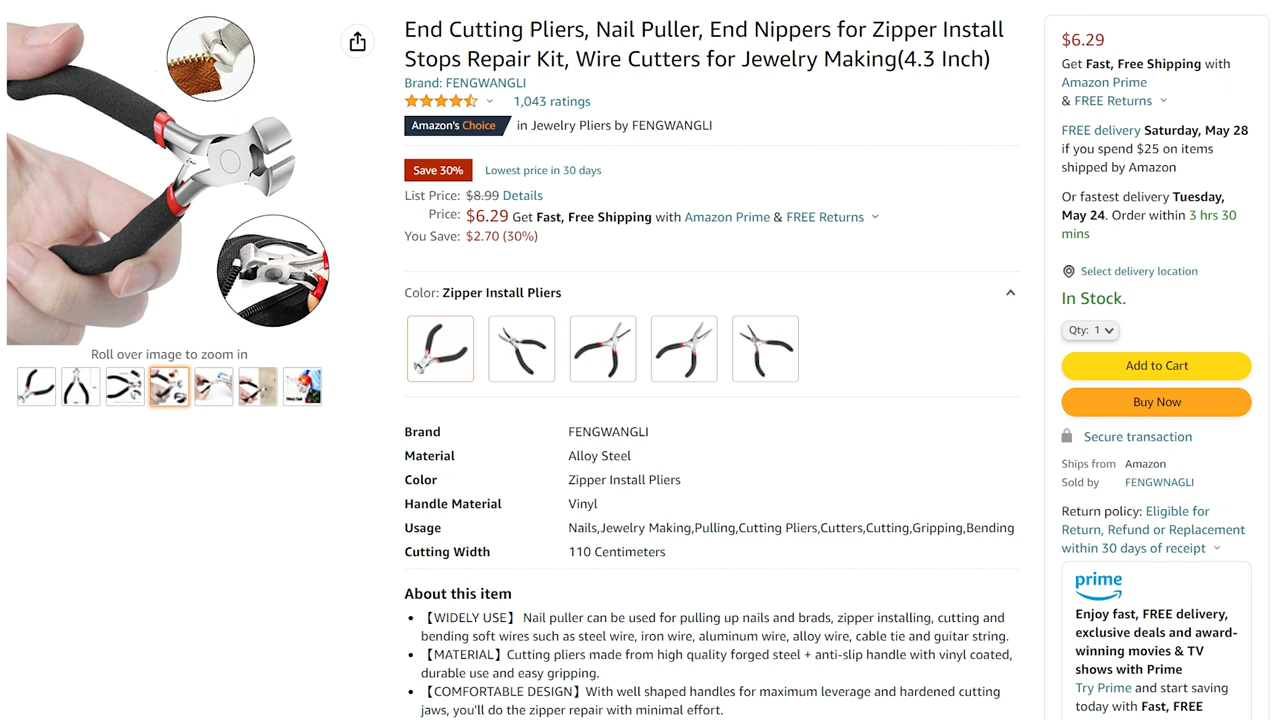 End Cutting Pliers, Nail Puller, End Nippers for Zipper Install
Stops Repair Kit, Wire Cutters for Jewelry Making(4.3 Inch)
Brand: FENGWANGLI
1,043 ratings
Amazon's Choice in Jewelry Pliers by FENGWANGLI
Save 30% Lowest price in 30 days
List Price: $8.99 Details
Price: $6.29 Get Fast, Free Shipping with Amazon Prime & FREE Returns
You Save: $2.70 (30%)
Roll over image to zoom in
Color: Zipper Install Pliers
Brand FENGWANGLI
Material Alloy Steel
Color Zipper Install Pliers
Handle Material Vinyl
Usage Nails,Jewelry Making,Pulling,Cutting Pliers,Cutters,Cutting,Gripping,Bending
Cutting Width 110 Centimeters
About this item
• 【WIDELY USE】 Nail puller can be used for pulling up nails and brads, zipper installing, cutting and
bending soft wires such as steel wire, iron wire, aluminum wire, alloy wire, cable tie and guitar string.
• 【MATERIAL】Cutting pliers made from high quality forged steel + anti-slip handle with vinyl coated,
durable use and easy gripping.
• 【COMFORTABLE DESIGN】With well shaped handles for maximum leverage and hardened cutting
jaws, you'll do the zipper repair with minimal effort.
$6.29
Get Fast, Free Shipping with
Amazon Prime
& FREE Returns
FREE delivery Saturday, May 28
if you spend $25 on items
shipped by Amazon
Or fastest delivery Tuesday,
May 24. Order within 3 hrs 30
mins
Select delivery location
In Stock.
Qty: 1
Add to Cart
Buy Now
Secure transaction
Ships from Amazon
Sold by FENGWNAGLI
Return policy: Eligible for
Return, Refund or Replacement
within 30 days of receipt
prime
Enjoy fast, FREE delivery,
exclusive deals and award-
winning movies & TV
shows with Prime
Try Prime and start saving
today with Fast, FREE